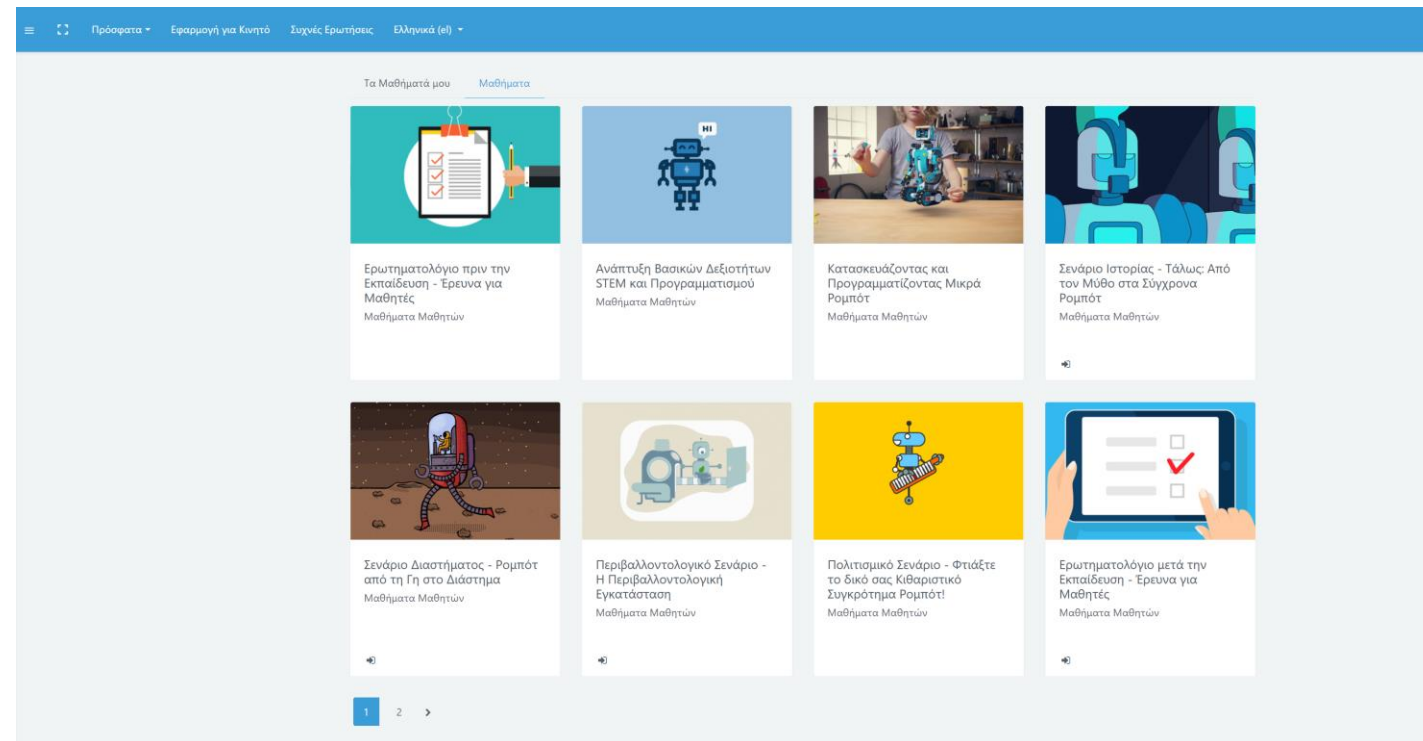 Πρόσφατα Εφαρμογή για Κινητό Συχνές Ερωτήσεις Ελληνικά (el)
Τα Μαθήματά μου Μαθήματα
HI
Ερωτηματολόγιο πριν την
Εκπαίδευση - Έρευνα για
Μαθητές
Μαθήματα Μαθητών
Ανάπτυξη Βασικών Δεξιοτήτων
STEM και Προγραμματισμού
Μαθήματα Μαθητών
Κατασκευάζοντας και
Προγραμματίζοντας Μικρά
Ρομπότ
Μαθήματα Μαθητών
Σενάριο Ιστορίας - Τάλως: Από
τον Μύθο στα Σύγχρονα
Ρομπότ
Μαθήματα Μαθητών
Σενάριο Διαστήματος - Ρομπότ
από τη Γη στο Διάστημα
Μαθήματα Μαθητών
Περιβαλλοντολογικό Σενάριο -
Η Περιβαλλοντολογική
Εγκατάσταση
Μαθήματα Μαθητών
Πολιτισμικό Σενάριο - Φτιάξτε
το δικό σας Κιθαριστικό
Συγκρότημα Ρομπότ!
Μαθήματα Μαθητών
Ερωτηματολόγιο μετά την
Εκπαίδευση - Έρευνα για
Μαθητές
Μαθήματα Μαθητών
1 2